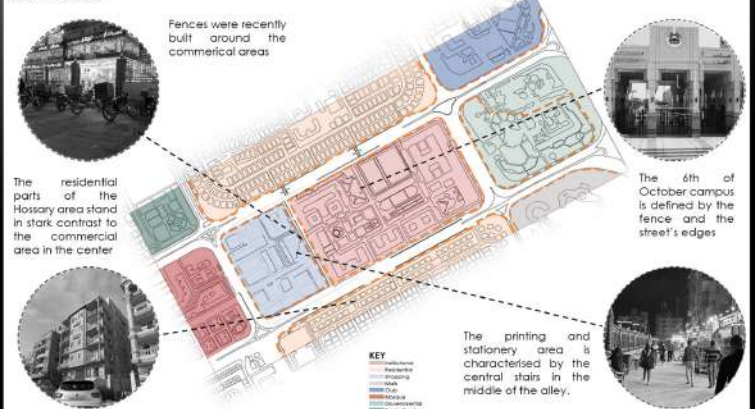 Fences were recently
built around the
commerical areas
The residential
parts of the
Hossary area stand
in stark contrast to
the commercial
area in the center
The 6th of
October campus
is defined by the
fence and the
street's edges
The printing and
stationery area is
characterised by the
central stairs in the
middle of the alley.
KEY
Institutional
Residential
Shopping
Club
Mosque
Governmental